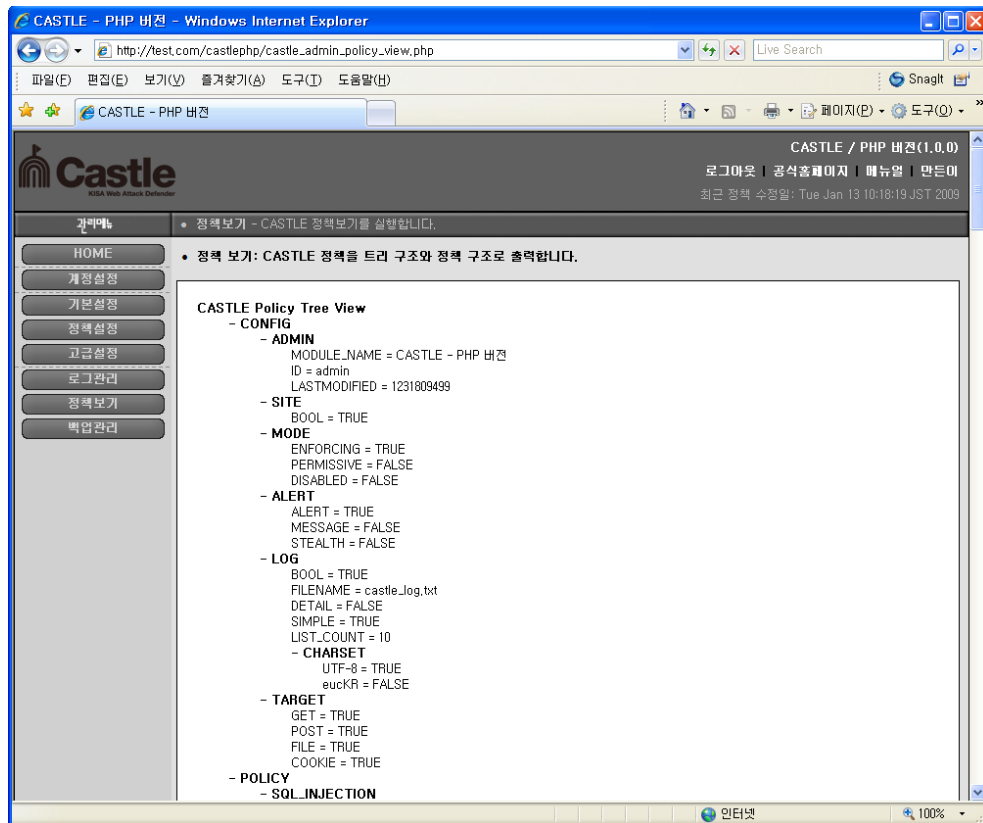 CASTLE - PHP 버전 - Windows Internet Explorer
http://test.com/castlephp/castle_admin_policy_view.php
Live Search
파일(F) 편집(E) 보기(V) 즐겨찾기(A) 도구(T) 도움말(H)
SnagIt
CASTLE - PHP 버전
페이지(P) 도구(O)
Castle
KISA Web Attack Defender
CASTLE / PHP 버전(1.0.0)
로그아웃 | 공식홈페이지 | 메뉴얼 | 만든이
최근 정책 수정일: Tue Jan 13 10:18:19 JST 2009
관리메뉴
• 정책보기 - CASTLE 정책보기를 실행합니다.
HOME
계정설정
기본설정
정책설정
고급설정
로그관리
정책보기
백업관리
• 정책 보기: CASTLE 정책을 트리 구조와 정책 구조로 출력합니다.
CASTLE Policy Tree View
- CONFIG
- ADMIN
MODULE_NAME = CASTLE - PHP 버전
ID = admin
LASTMODIFIED = 1231809499
- SITE
BOOL = TRUE
- MODE
ENFORCING = TRUE
PERMISSIVE = FALSE
DISABLED = FALSE
- ALERT
ALERT = TRUE
MESSAGE = FALSE
STEALTH = FALSE
- LOG
BOOL = TRUE
FILENAME = castle_log.txt
DETAIL = FALSE
SIMPLE = TRUE
LIST_COUNT = 10
- CHARSET
UTF-8 = TRUE
eucKR = FALSE
- TARGET
GET = TRUE
POST = TRUE
FILE = TRUE
COOKIE = TRUE
- POLICY
- SQL_INJECTION
인터넷
100%